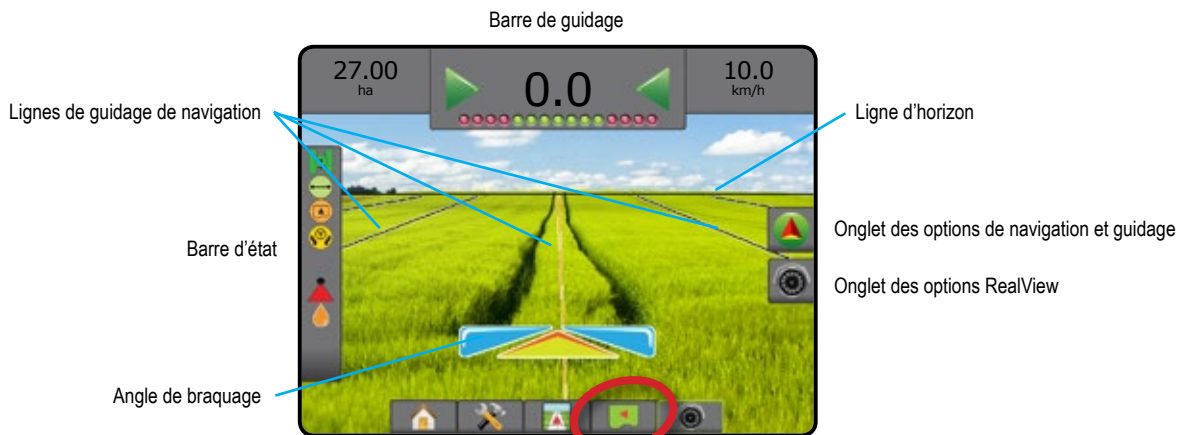 Barre de guidage
27.00
ha
0.0
10.0
km/h
Lignes de guidage de navigation
Ligne d'horizon
Barre d'état
Onglet des options de navigation et guidage
Onglet des options RealView
Angle de braquage